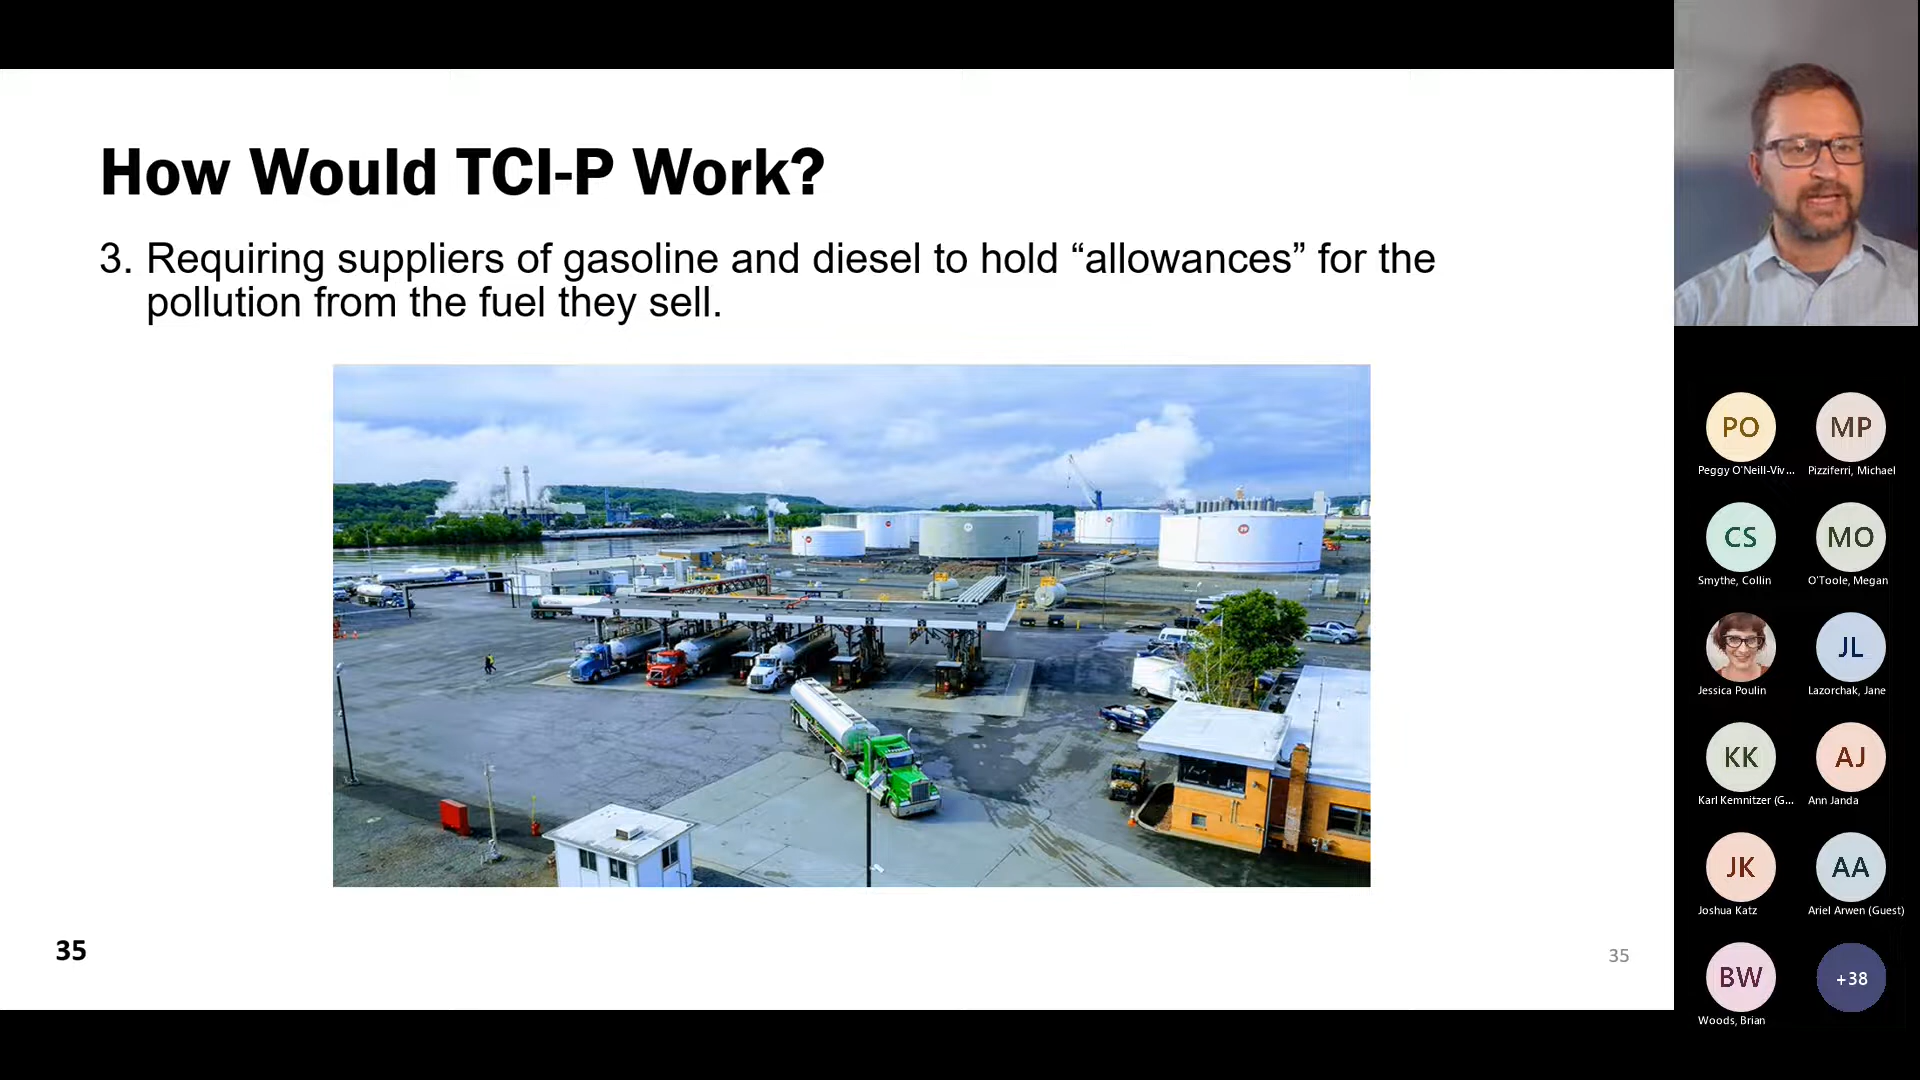 How Would TCI-P Work?
3. Requiring suppliers of gasoline and diesel to hold “allowances” for the
pollution from the fuel they sell.
35
35
PO
MP
Peggy O'Neill-Viv...
Pizziferri, Michael
CS
MO
Smythe, Collin
O'Toole, Megan
JL
Jessica Poulin
Lazorchak, Jane
KK
AJ
Karl Kemnitzer (G...
Ann Janda
JK
AA
Joshua Katz
Ariel Arwen (Guest)
BW
+38
Woods, Brian